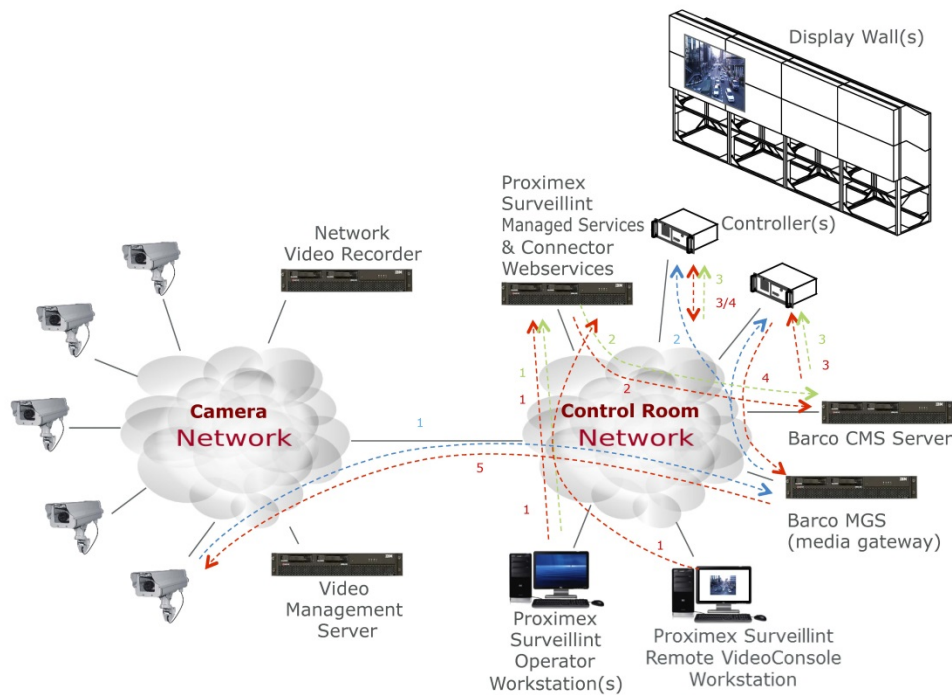 Display Wall(s)
Proximex
Surveillint
Managed Services
& Connector
Webservices
Controller(s)
Network
Video Recorder
3
3/4
2
2
2
1
1
3
3
4
Camera
Network
Control Room
Network
1
5
Barco CMS Server
Barco MGS
(media gateway)
1
1
Video
Management
Server
Proximex
Surveillint
Operator
Workstation(s)
Proximex Surveillint
Remote VideoConsole
Workstation